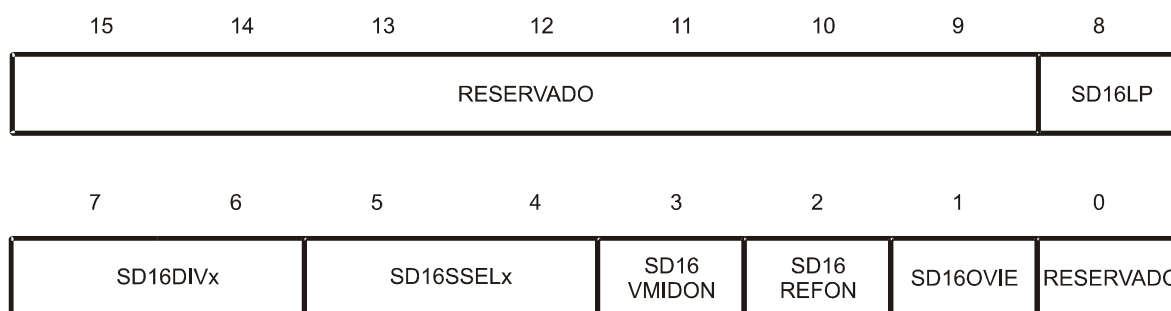 15 14 13 12 11 10 9 8
RESERVADO SD16LP
7 6 5 4 3 2 1 0
SD16DIVx SD16SSELx SD16 VMIDON SD16 REFON SD16OVIE RESERVADO